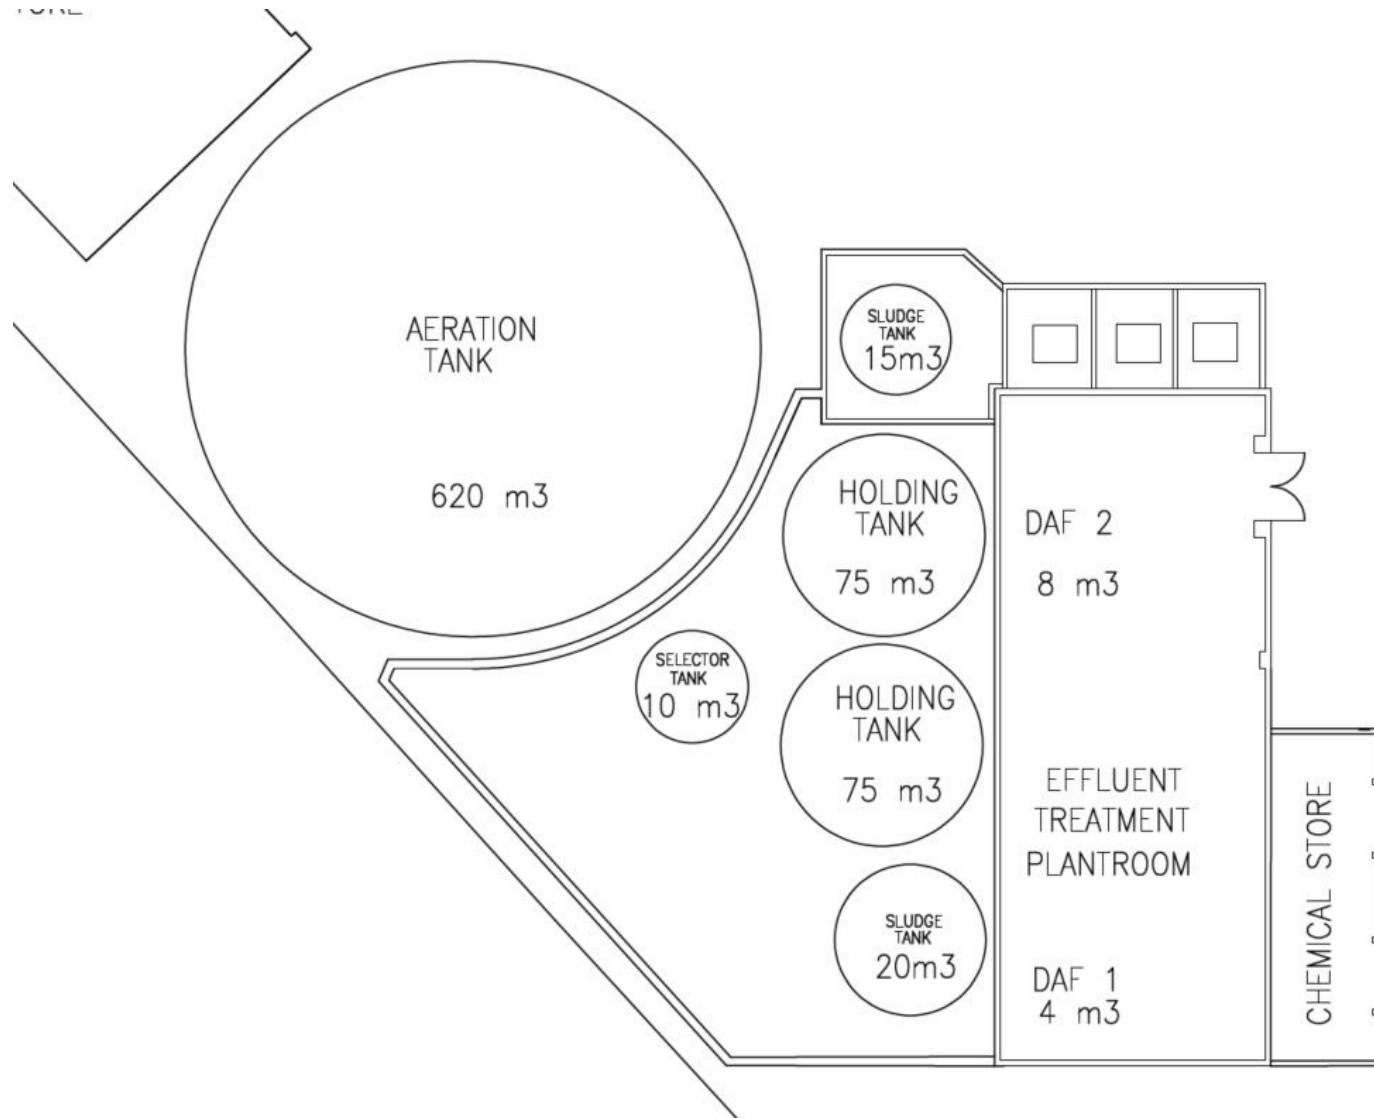 AERATION
TANK
620 m3
SLUDGE
TANK
15m3
HOLDING
TANK
75 m3
DAF 2
8 m3
SELECTOR
TANK
10 m3
HOLDING
TANK
75 m3
EFFLUENT
TREATMENT
PLANTROOM
CHEMICAL STORE
SLUDGE
TANK
20m3
DAF 1
4 m3